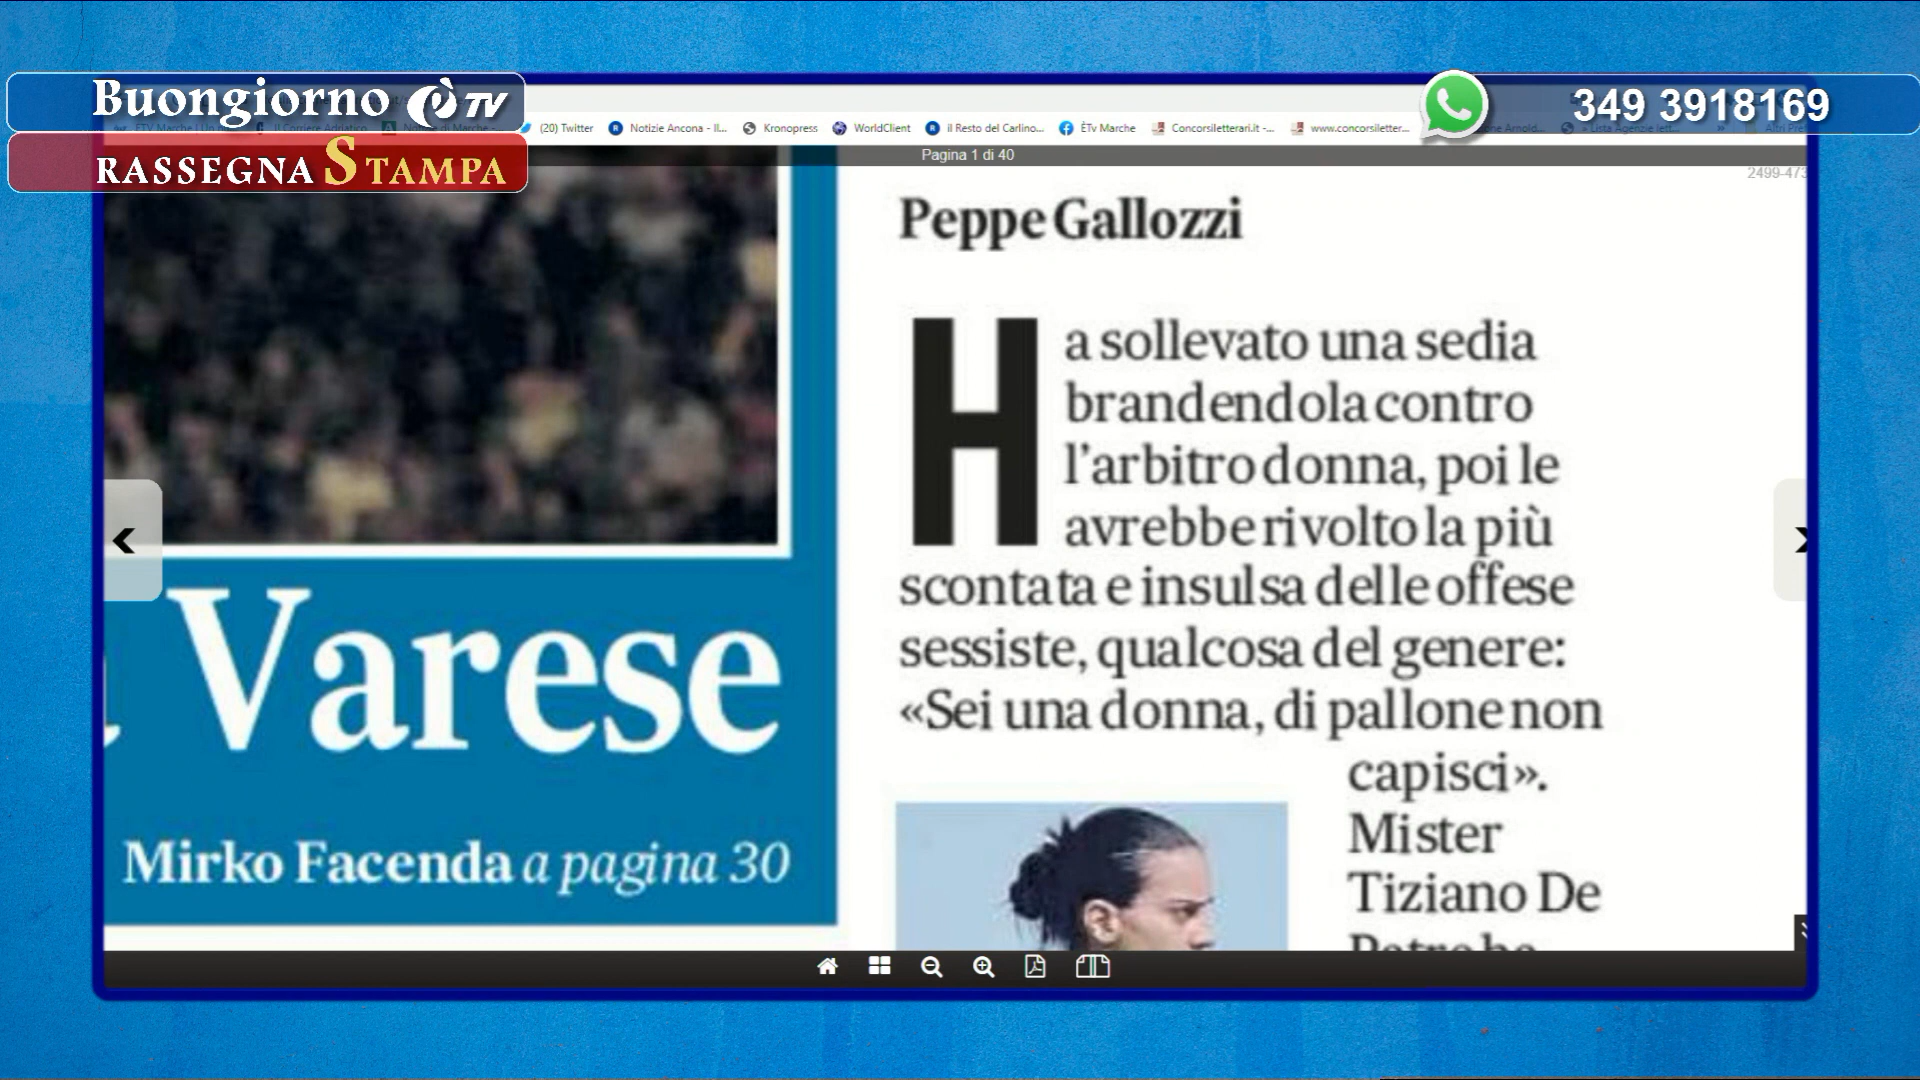 Buongiorno è TV
RASSEGNA STAMPA
349 3918169
(20) Twitter
Notizie Ancona - Il...
Kronopress
WorldClient
il Resto del Carlino...
ÈTv Marche
Concorsiletterari.it -...
www.concorsiletter...
Pagina 1 di 40
2499-473
Peppe Gallozzi
Ha sollevato una sedia
brandendola contro
l'arbitro donna, poi le
avrebbe rivolto la più
scontata e insulsa delle offese
sessiste, qualcosa del genere:
«Sei una donna, di pallone non
capisci».
Mister
Tiziano De
Varese
Mirko Facenda a pagina 30